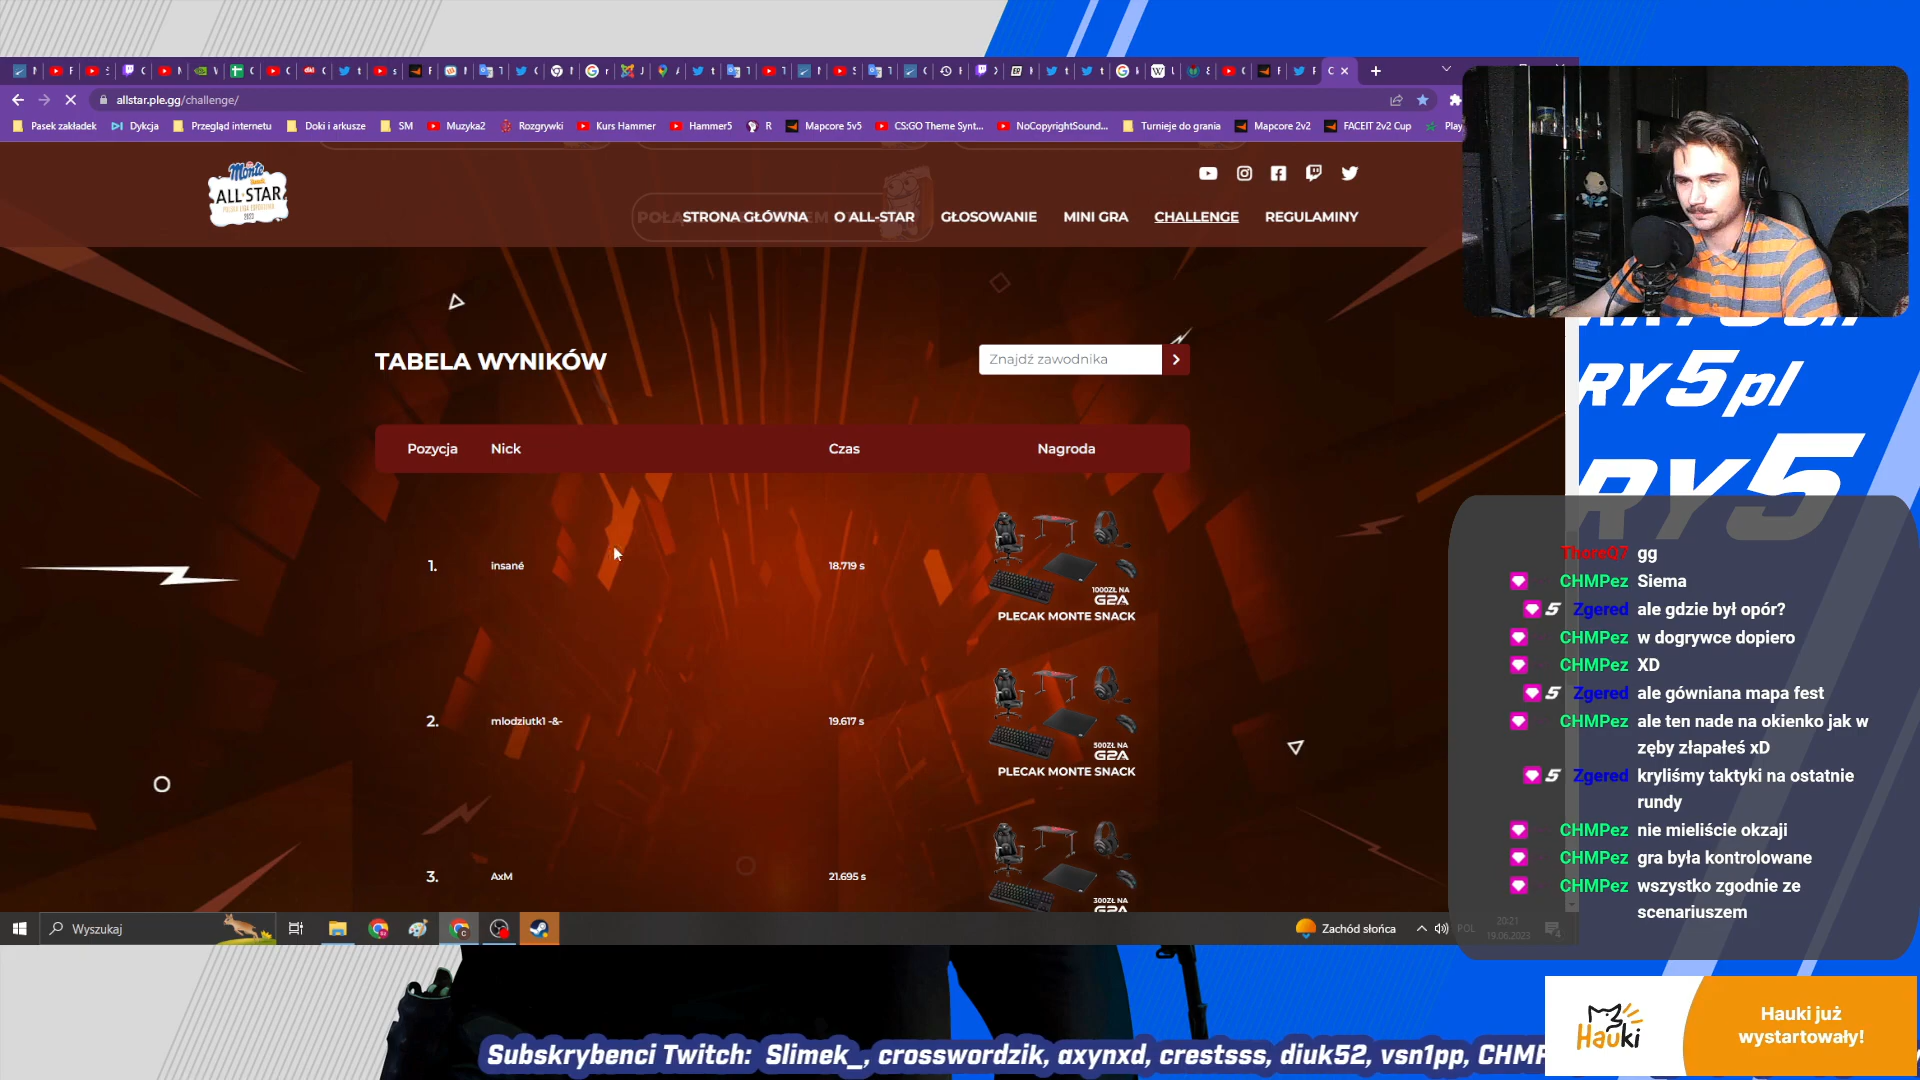 allstar.ple.gg/challenge/
Pasek zakładek Dykcja Przegląd internetu Doki i arkusze SM Muzyka2 Rozgrywki Kurs Hammer Hammer5 R Mapcore 5v5 CS:GO Theme Synt... NoCopyrightSound... Turnieje do grania Mapcore 2v2 FACEIT 2v2 Cup Play
Monte
ALL·STAR
2023
STRONA GŁÓWNA O ALL-STAR GŁOSOWANIE MINI GRA CHALLENGE REGULAMINY
TABELA WYNIKÓW
Znajdź zawodnika
Pozycja Nick Czas Nagroda
1. insané 18.719 s
1000ZŁ NA
G2A
PLECAK MONTE SNACK
2. mlodziutk1 -&- 19.617 s
500ZŁ NA
G2A
PLECAK MONTE SNACK
3. AxM 21.695 s
300ZŁ NA
G2A
RY5pl
RY5
ThoreQ7 gg
CHMPez Siema
5 Zgered ale gdzie był opór?
CHMPez w dogrywce dopiero
CHMPez XD
5 Zgered ale gówniana mapa fest
CHMPez ale ten nade na okienko jak w
zęby złapałeś xD
5 Zgered kryliśmy taktyki na ostatnie
rundy
CHMPez nie mieliście okzaji
CHMPez gra była kontrolowane
CHMPez wszystko zgodnie ze
scenariuszem
Wyszukaj
Zachód słońca
POL
20:21
19.06.2023
Hauki
Hauki już
wystartowały!
Subskrybenci Twitch: Slimek_, crosswordzik, axynxd, crestsss, diuk52, vsn1pp, CHMP